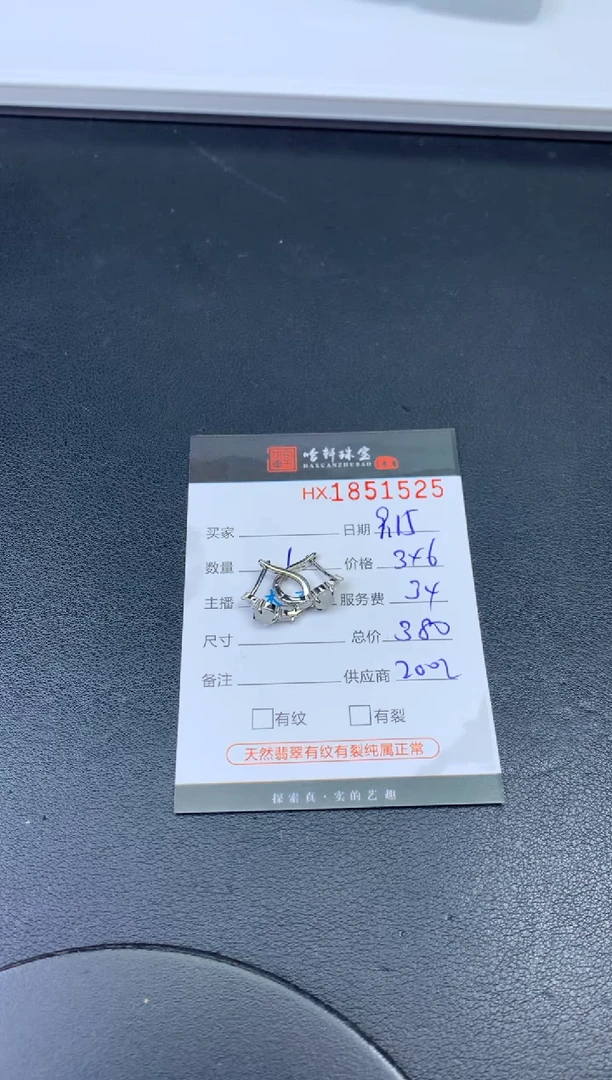 哈轩珠宝
HAXUANZHUBAO
HX1851525
买家 日期 9.15
数量 1 价格 346
主播 服务费 34
尺寸 总价 380
备注 供应商 2002
有纹 有裂
天然翡翠有纹有裂纯属正常
探索真·实的艺趣